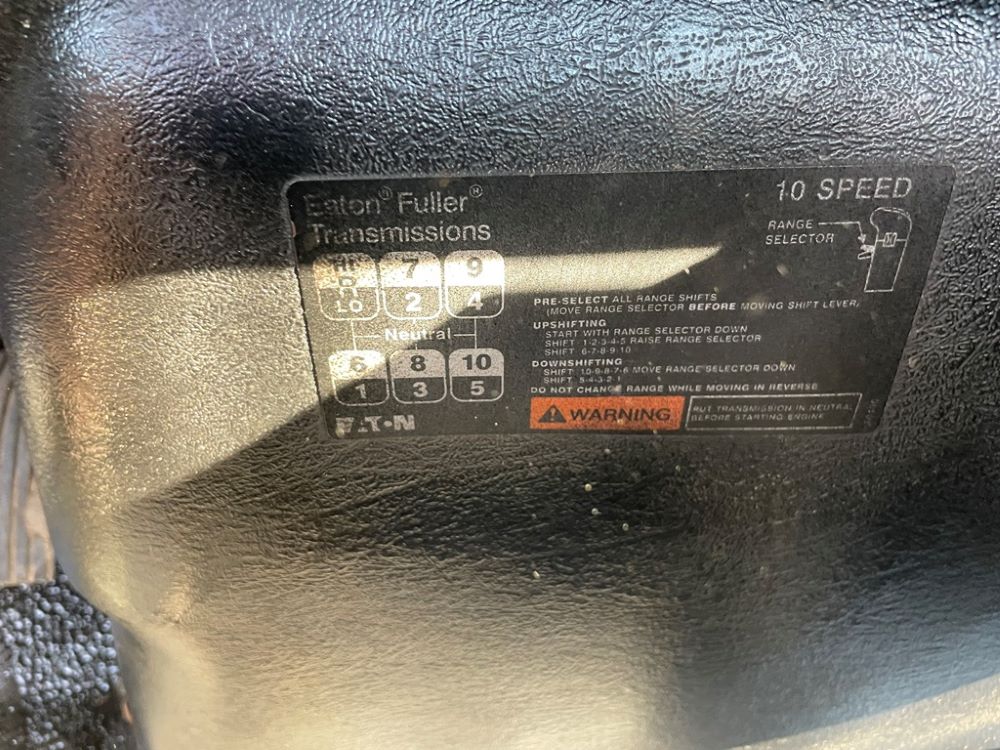 Eaton® Fuller®
Transmissions
10 SPEED
RANGE
SELECTOR
HI
R
LO
7
2
9
4
Neutral
6
1
8
3
10
5
EATON
PRE-SELECT ALL RANGE SHIFTS
(MOVE RANGE SELECTOR BEFORE MOVING SHIFT LEVER)
UPSHIFTING
START WITH RANGE SELECTOR DOWN
SHIFT 1-2-3-4-5 RAISE RANGE SELECTOR
SHIFT 6-7-8-9-10
DOWNSHIFTING
SHIFT 10-9-8-7-6 MOVE RANGE SELECTOR DOWN
SHIFT 5-4-3-2-1
DO NOT CHANGE RANGE WHILE MOVING IN REVERSE
WARNING
PUT TRANSMISSION IN NEUTRAL
BEFORE STARTING ENGINE